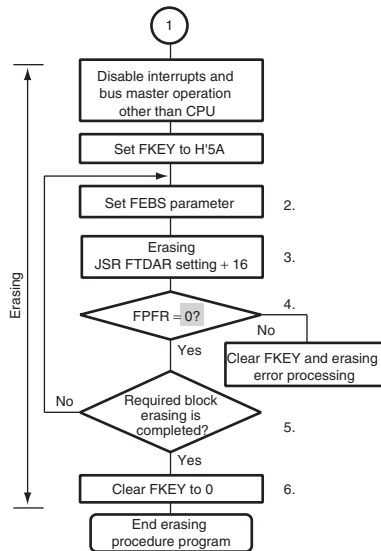 1
Disable interrupts and
bus master operation
other than CPU
Set FKEY to H'5A
Set FEBS parameter
2.
Erasing
JSR FTDAR setting + 16
3.
Erasing
FPFR = 0?
4.
No
Yes
Clear FKEY and erasing
error processing
No
Required block
erasing is
completed?
5.
Yes
Clear FKEY to 0
6.
End erasing
procedure program